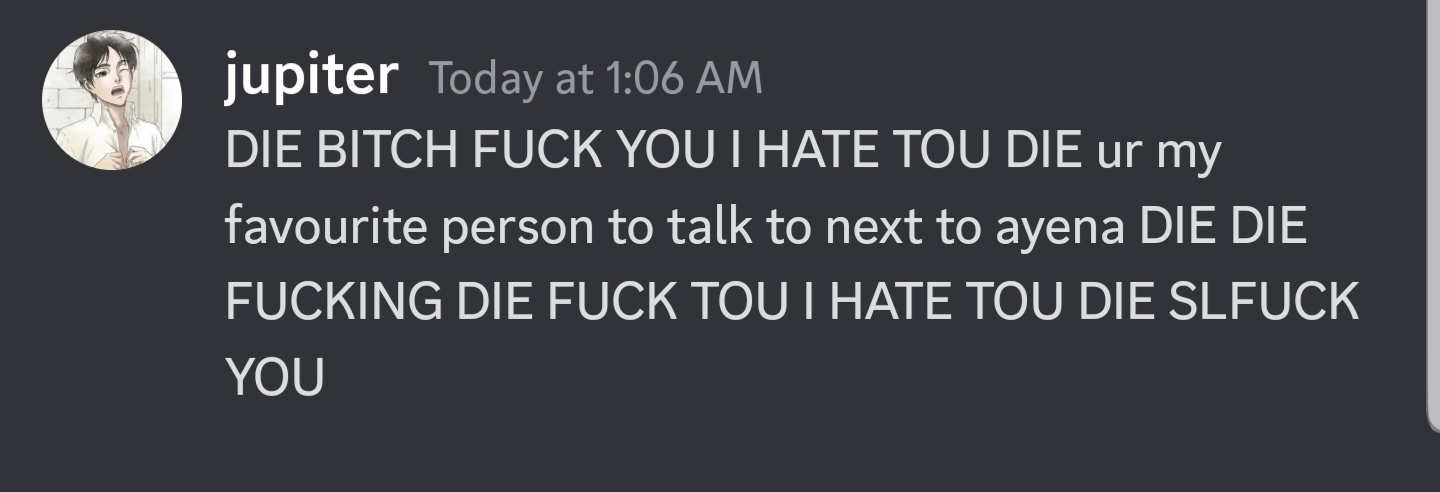 jupiter Today at 1:06 AM
DIE BITCH FUCK YOU I HATE TOU DIE ur my
favourite person to talk to next to ayena DIE DIE
FUCKING DIE FUCK TOU I HATE TOU DIE SLFUCK
YOU